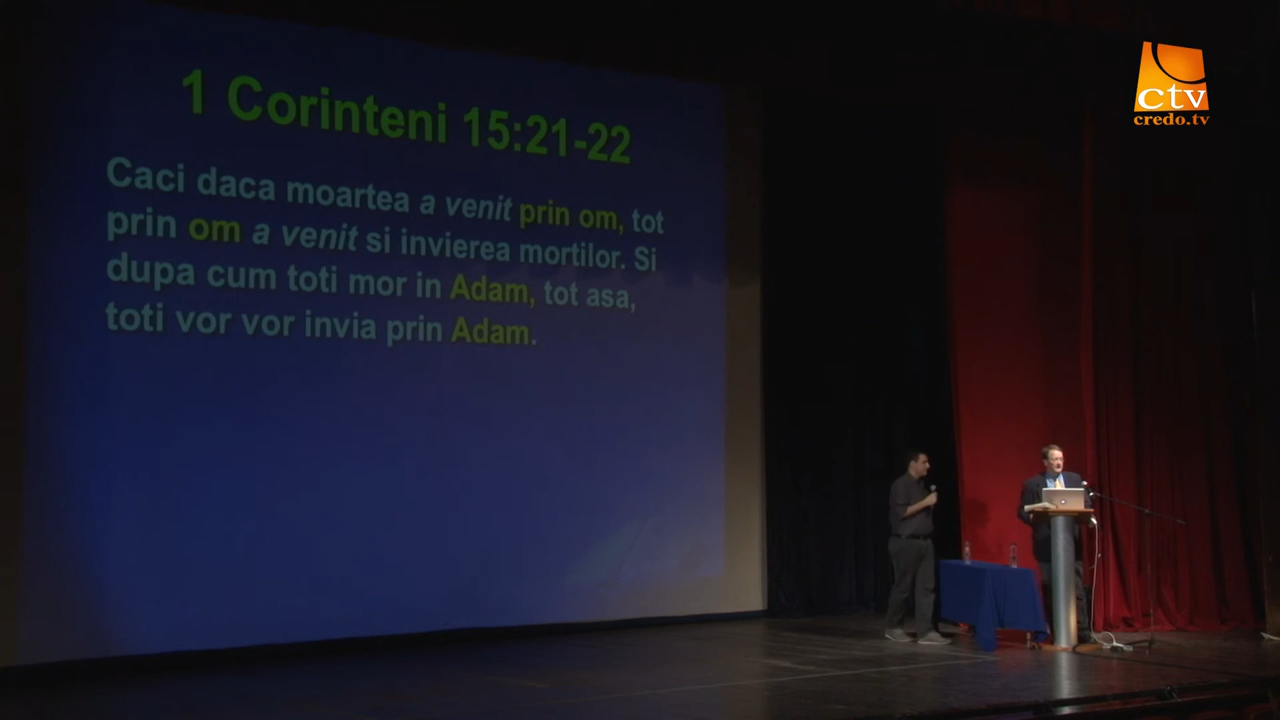 1 Corinteni 15:21-22
Caci daca moartea a venit prin om, tot
prin om a venit si invierea mortilor. Si
dupa cum toti mor in Adam, tot asa,
toti vor vor invia prin Adam.
ctv
credo.tv